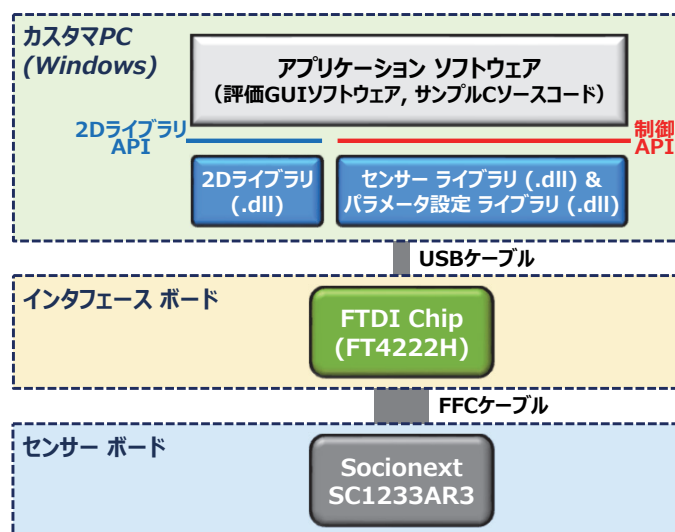 カスタマPC
(Windows)
アプリケーション ソフトウェア
（評価GUIソフトウェア, サンプルCソースコード）
2Dライブラリ
API
制御
API
2Dライブラリ
(.dll)
センサー ライブラリ (.dll) &
パラメータ設定 ライブラリ (.dll)
USBケーブル
インタフェース ボード
FTDI Chip
(FT4222H)
FFCケーブル
センサー ボード
Socionext
SC1233AR3